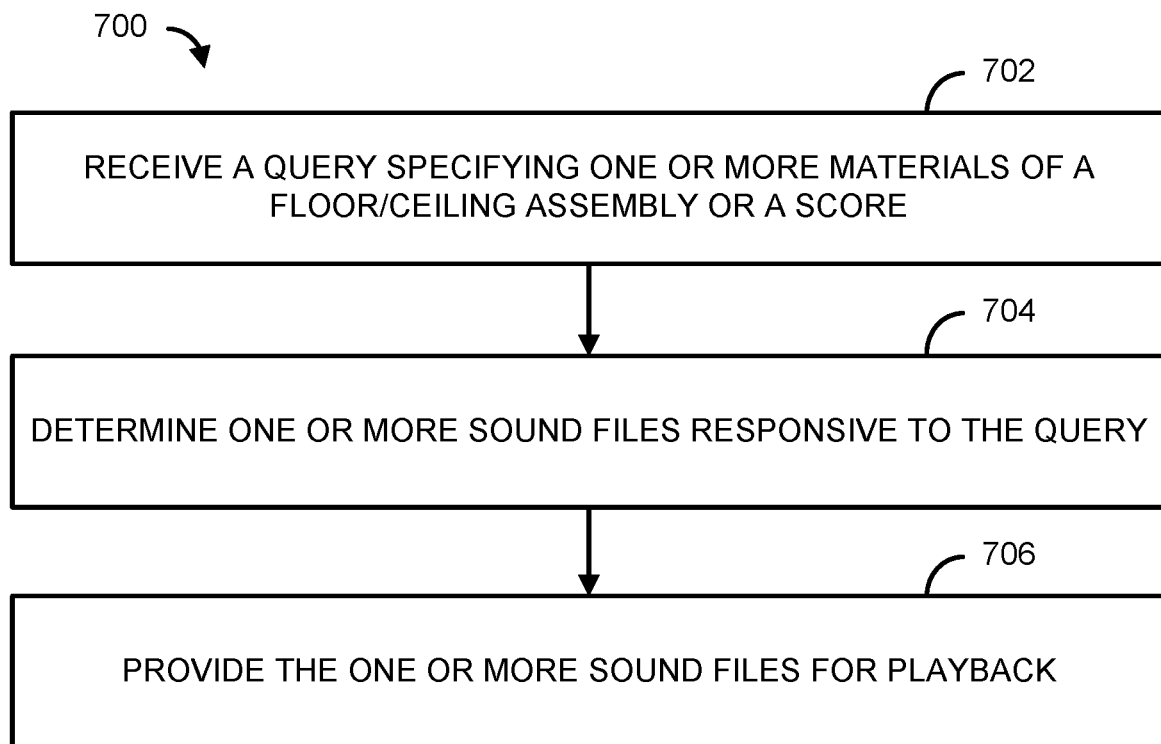 700
702
RECEIVE A QUERY SPECIFYING ONE OR MORE MATERIALS OF A
FLOOR/CEILING ASSEMBLY OR A SCORE
704
DETERMINE ONE OR MORE SOUND FILES RESPONSIVE TO THE QUERY
706
PROVIDE THE ONE OR MORE SOUND FILES FOR PLAYBACK